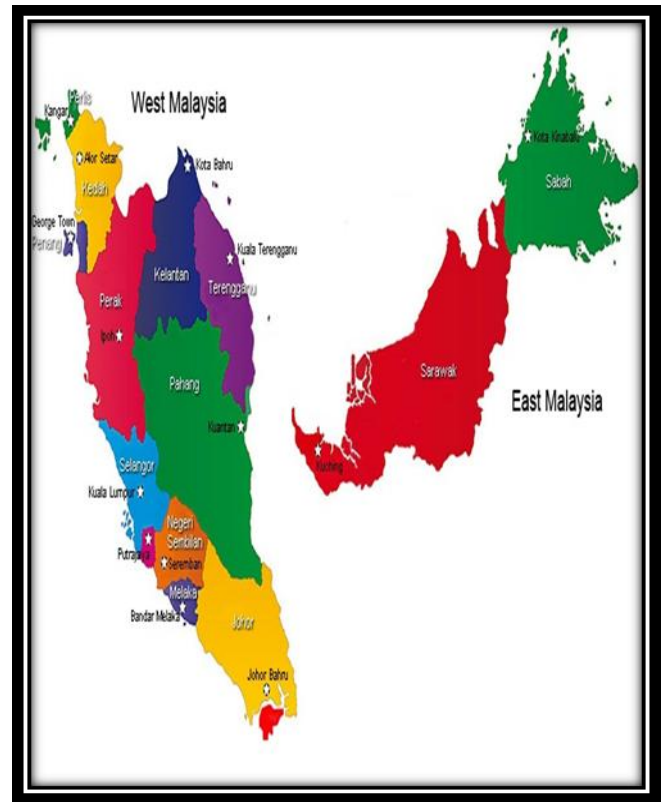 West Malaysia
Perlis
Kangar
Alor Setar
Kedah
Kota Bahru
George Town
Penang
Kuala Terengganu
Kelantan
Terengganu
Perak
Ipoh
Pahang
Kuantan
Selangor
Kuala Lumpur
Negeri
Sembilan
Putrajaya
Seremban
Melaka
Bandar Melaka
Johor
Johor Bahru
Kota Kinabalu
Sabah
Sarawak
East Malaysia
Kuching